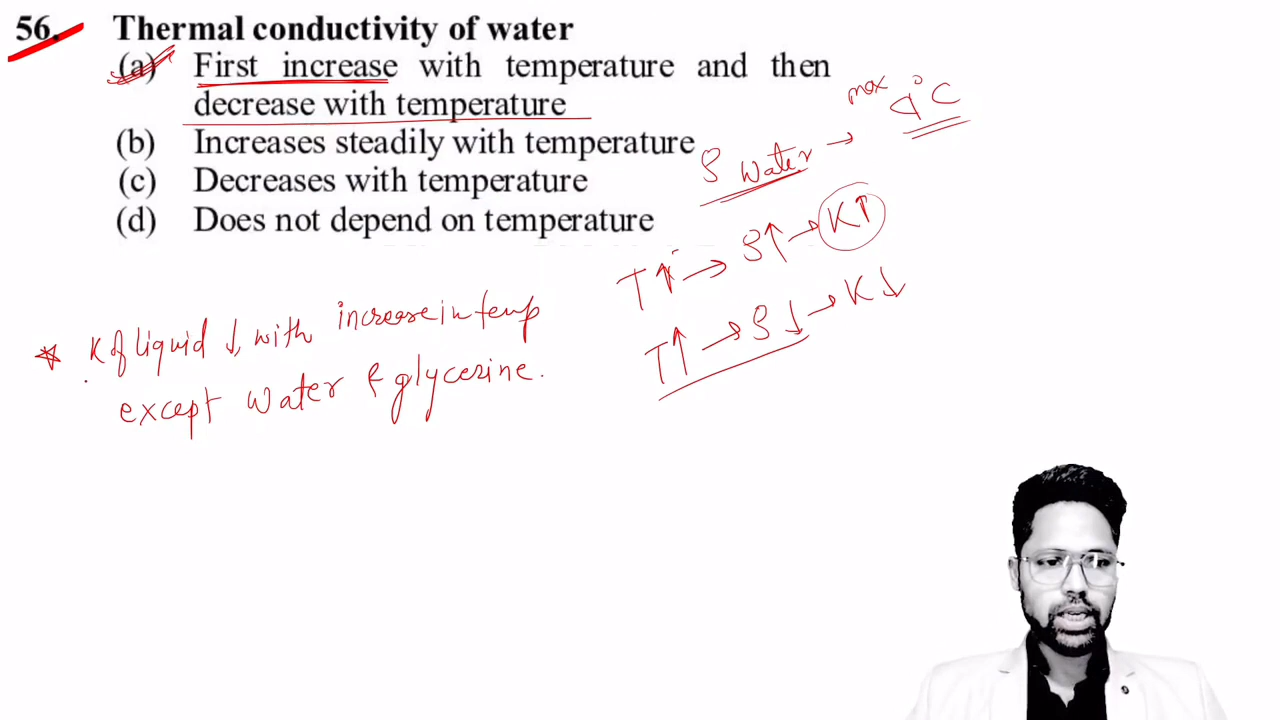 56. Thermal conductivity of water
(a) First increase with temperature and then
decrease with temperature
(b) Increases steadily with temperature
(c) Decreases with temperature
(d) Does not depend on temperature
ρ water → max 4°C
T↑ → ρ↑ → K↑
T↑ → ρ↓ → K↓
* K of liquid ↓, with increase in temp
except water & glycerine.